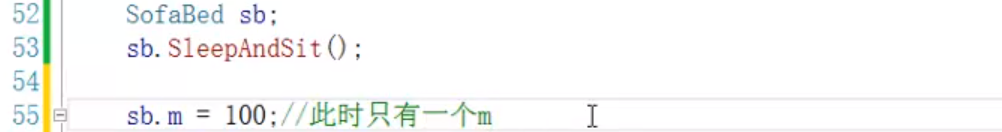 52 SofaBed sb;
53 sb.SleepAndSit();
54
55 sb.m = 100;//此时只有一个m